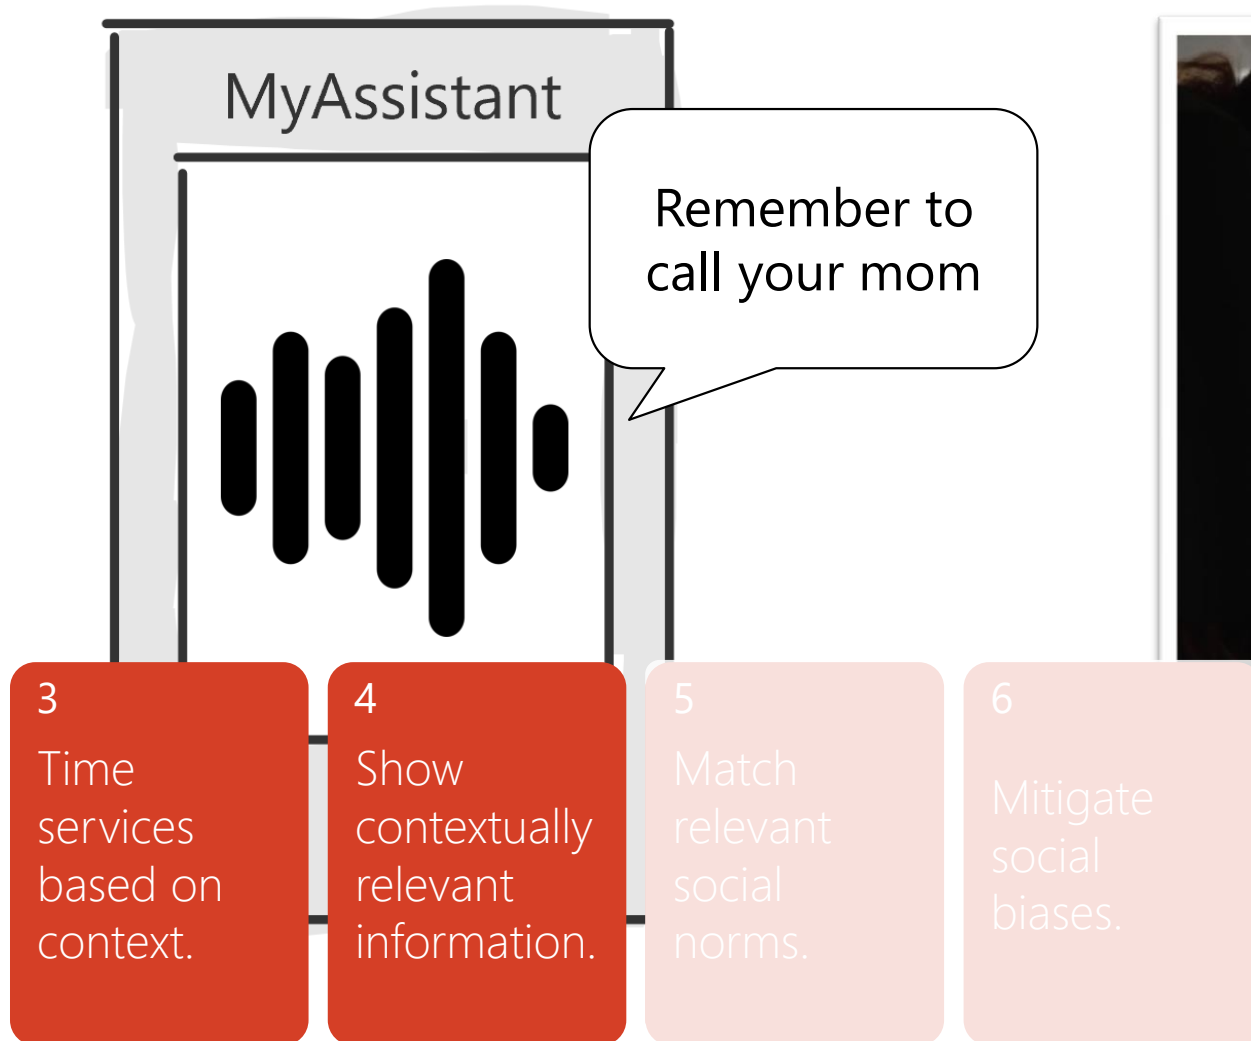 MyAssistant
Remember to
call your mom
3
Time
services
based on
context.
4
Show
contextually
relevant
information.
5
Match
relevant
social
norms.
6
Mitigate
social
biases.